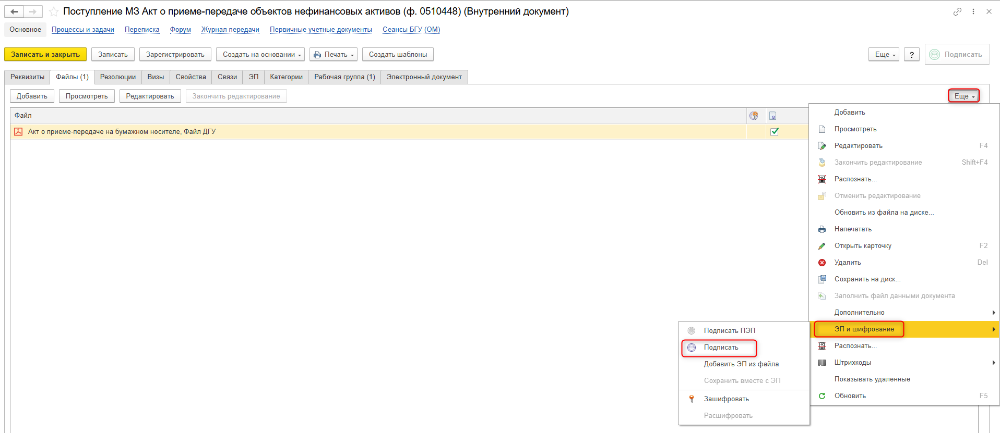 Поступление МЗ Акт о приеме-передаче объектов нефинансовых активов (ф. 0510448) (Внутренний документ)
Основное Процессы и задачи Переписка Форум Журнал передачи Первичные учетные документы Сеансы БГУ (ОМ)
Записать и закрыть Записать Зарегистрировать Создать на основании Печать Создать шаблоны Еще ? Подписать
Реквизиты Файлы (1) Резолюции Визы Свойства Связи ЭП Категории Рабочая группа (1) Электронный документ
Добавить Просмотреть Редактировать Закончить редактирование Еще
Файл
Акт о приеме-передаче на бумажном носителе, Файл ДГУ
Добавить
Просмотреть
Редактировать F4
Закончить редактирование Shift+F4
Распознать...
Отменить редактирование
Обновить из файла на диске...
Напечатать
Открыть карточку F2
Удалить Del
Сохранить на диск...
Заполнить файл данными документа
Дополнительно
ЭП и шифрование
Распознать...
Штрихкоды
Показывать удаленные
Обновить F5
Подписать ПЭП
Подписать
Добавить ЭП из файла
Сохранить вместе с ЭП
Зашифровать
Расшифровать